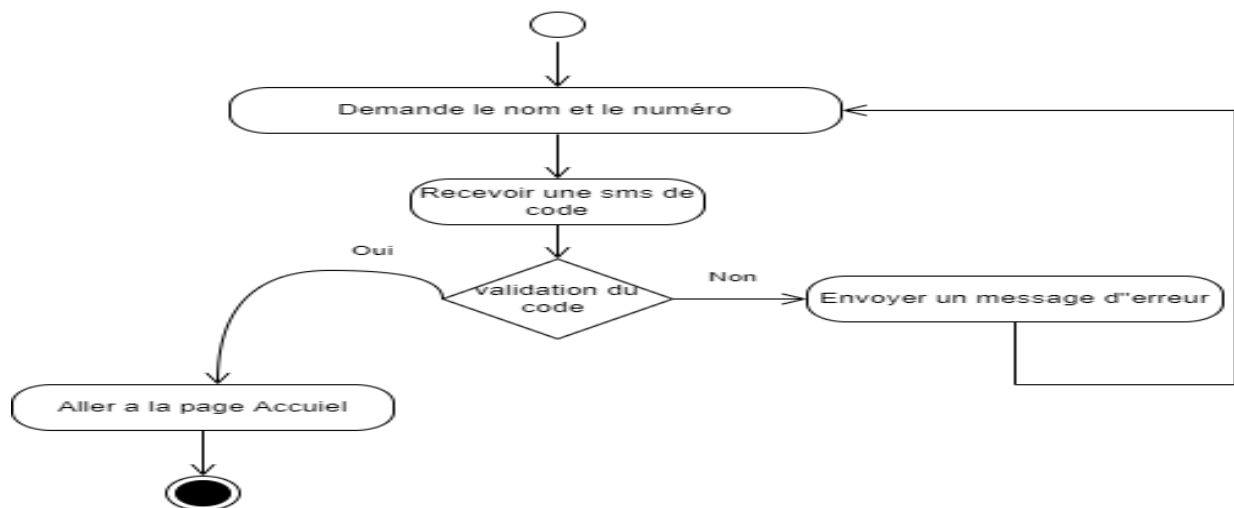 Demande le nom et le numéro
Recevoir une sms de
code
Oui
validation du
code
Non
Envoyer un message d"erreur
Aller a la page Accuiel